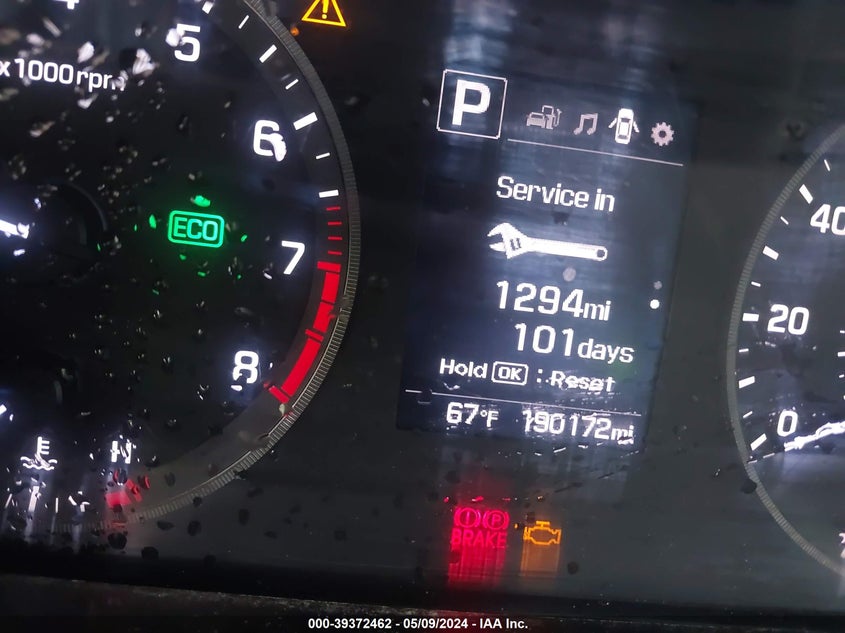 5
x1000rpm
6
7
8
ECO
H
P
Service in
1294mi
101days
Hold OK : Reset
67°F 190172mi
BRAKE
40
20
0
000-39372462 - 05/09/2024 - IAA Inc.